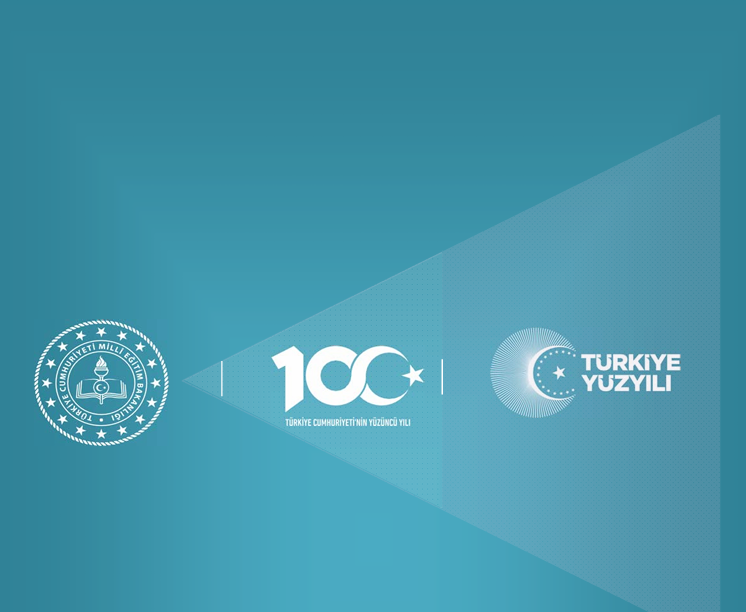 TÜRKİYE CUMHURİYETİ MİLLÎ EĞİTİM BAKANLIĞI
100
TÜRKİYE CUMHURİYETİ'NİN YÜZÜNCÜ YILI
TÜRKİYE
YÜZYILI